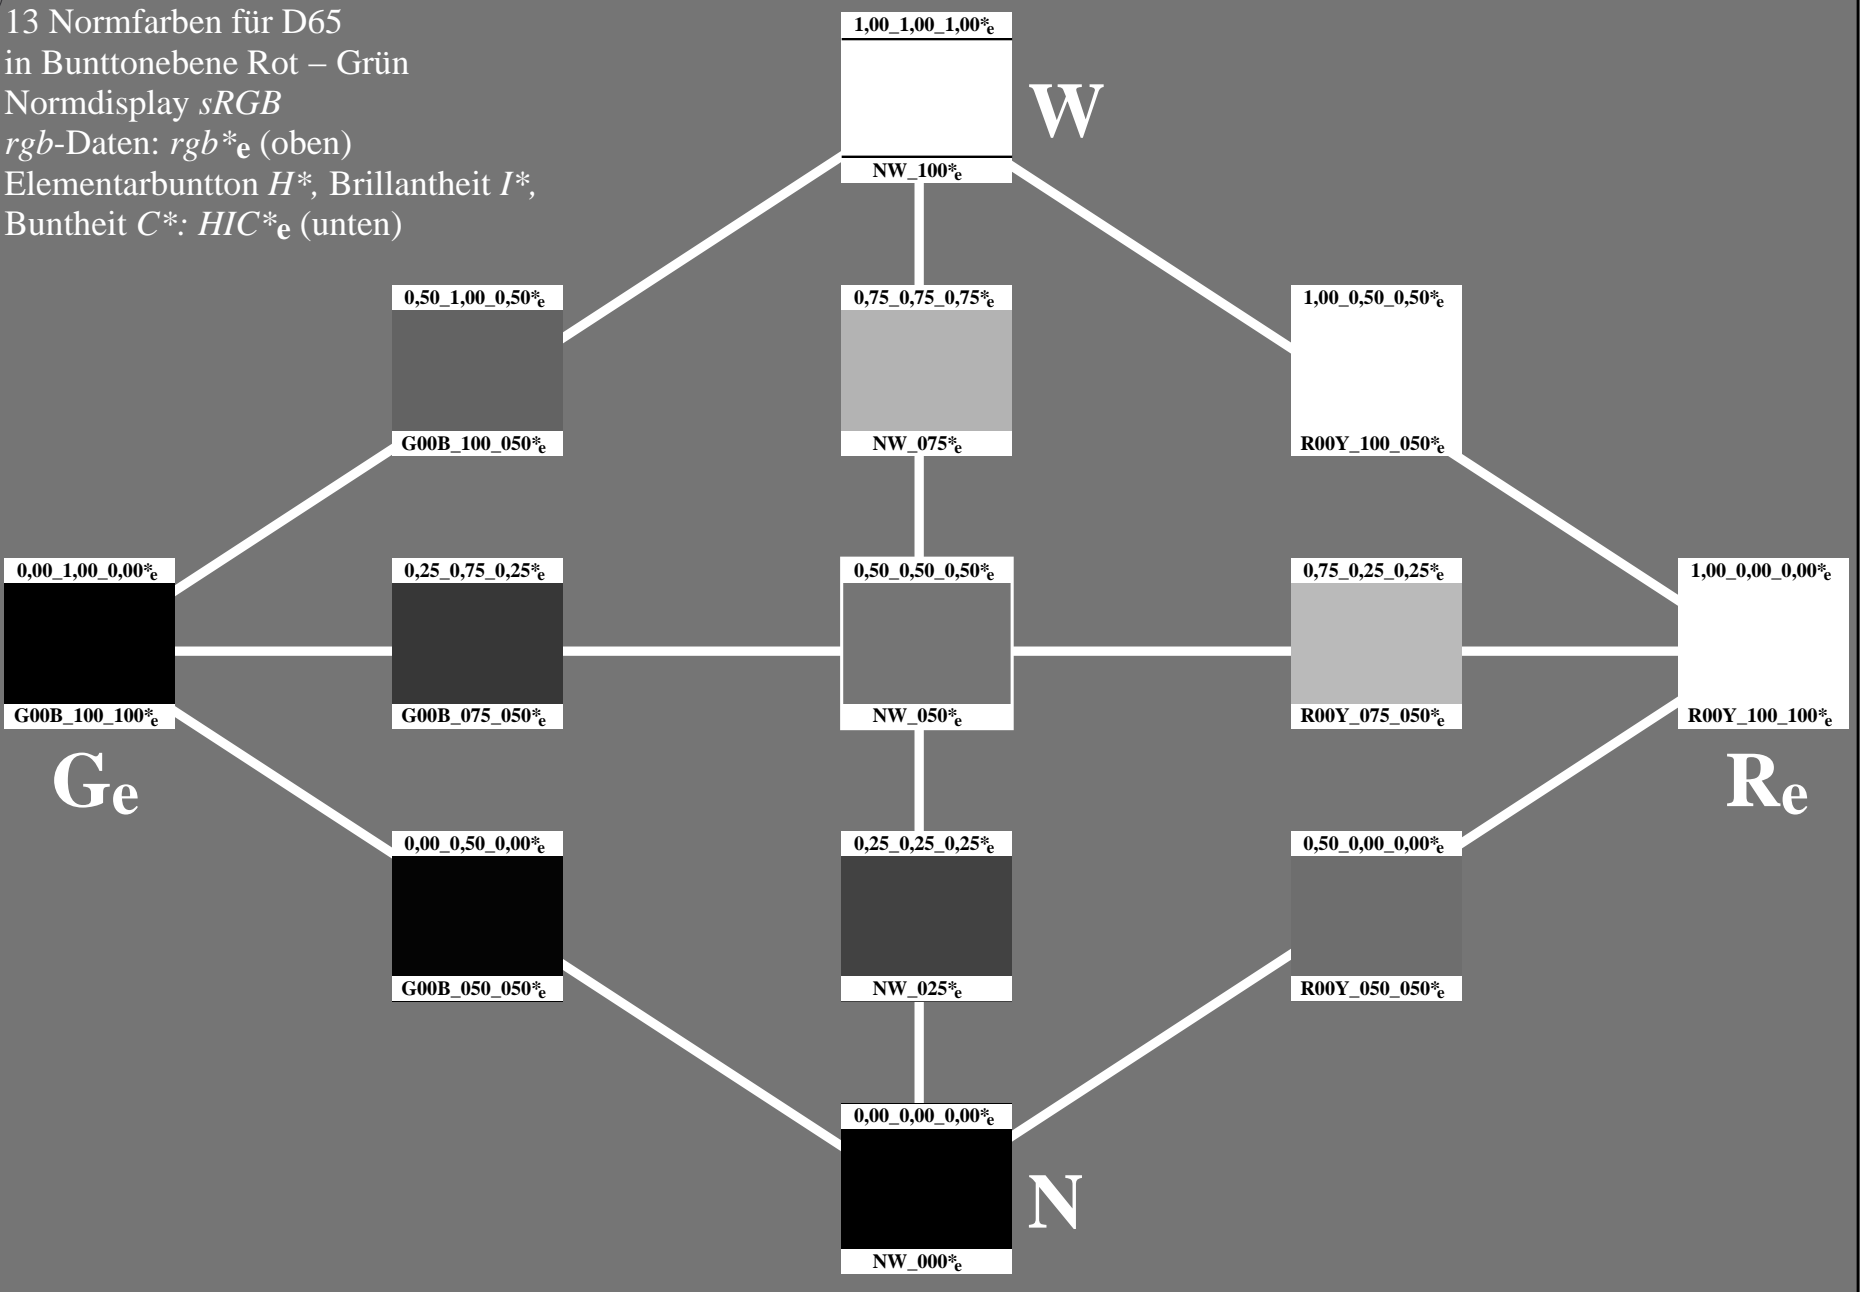 13 Normfarben für D65
in Bunttonebene Rot – Grün
Normdisplay sRGB
rgb-Daten: rgb*e (oben)
Elementarbuntton H*, Brillantheit I*,
Buntheit C*: HIC*e (unten)
1,00_1,00_1,00*e
W
NW_100*e
0,50_1,00_0,50*e
0,75_0,75_0,75*e
1,00_0,50_0,50*e
G00B_100_050*e
NW_075*e
R00Y_100_050*e
0,00_1,00_0,00*e
0,25_0,75_0,25*e
0,50_0,50_0,50*e
0,75_0,25_0,25*e
1,00_0,00_0,00*e
G00B_100_100*e
G00B_075_050*e
NW_050*e
R00Y_075_050*e
R00Y_100_100*e
Ge
Re
0,00_0,50_0,00*e
0,25_0,25_0,25*e
0,50_0,00_0,00*e
G00B_050_050*e
NW_025*e
R00Y_050_050*e
0,00_0,00_0,00*e
N
NW_000*e